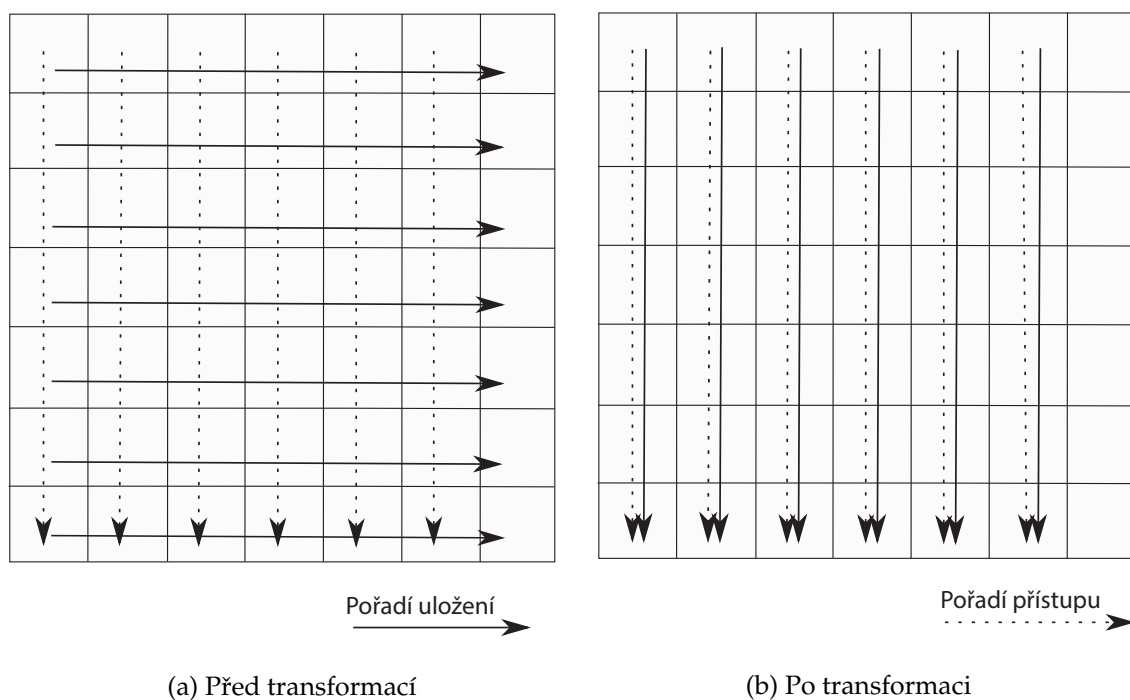 Pořadí uložení
Pořadí přístupu
(a) Před transformací
(b) Po transformaci